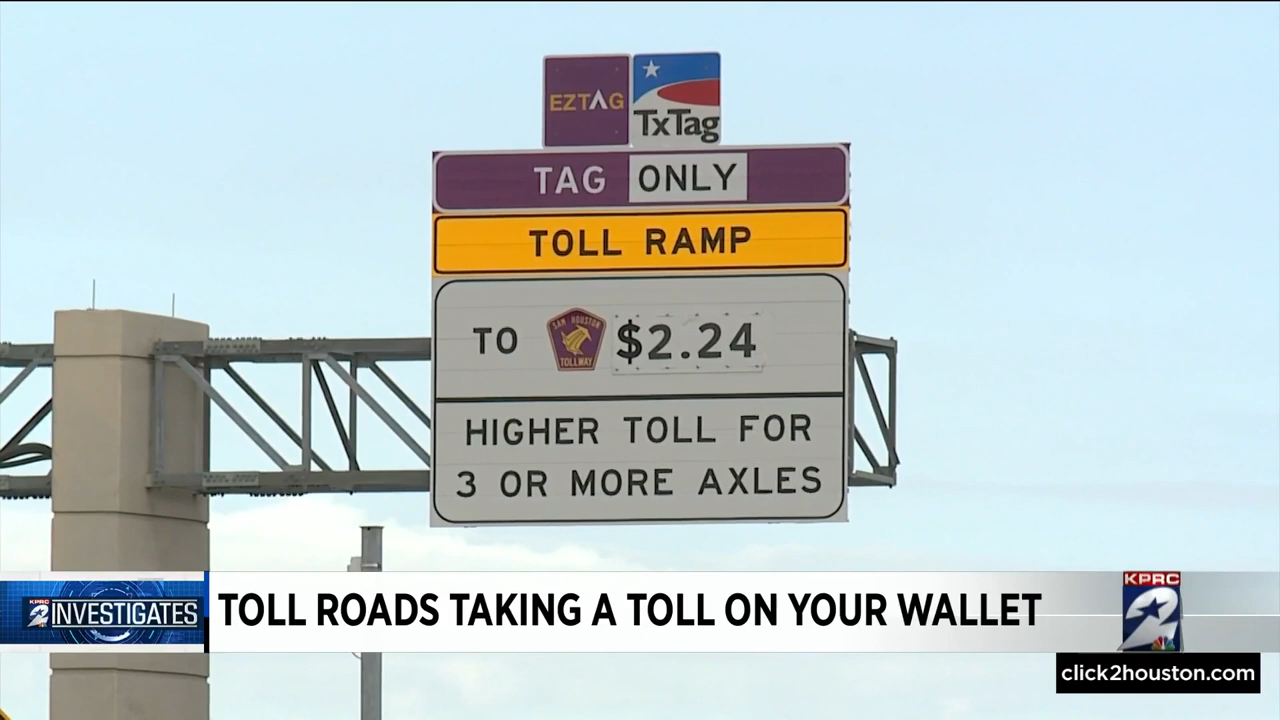 EZTAG
TxTag
TAG ONLY
TOLL RAMP
TO SAM HOUSTON TOLLWAY $2.24
HIGHER TOLL FOR
3 OR MORE AXLES
KPRC 2 INVESTIGATES
TOLL ROADS TAKING A TOLL ON YOUR WALLET
KPRC
2
click2houston.com